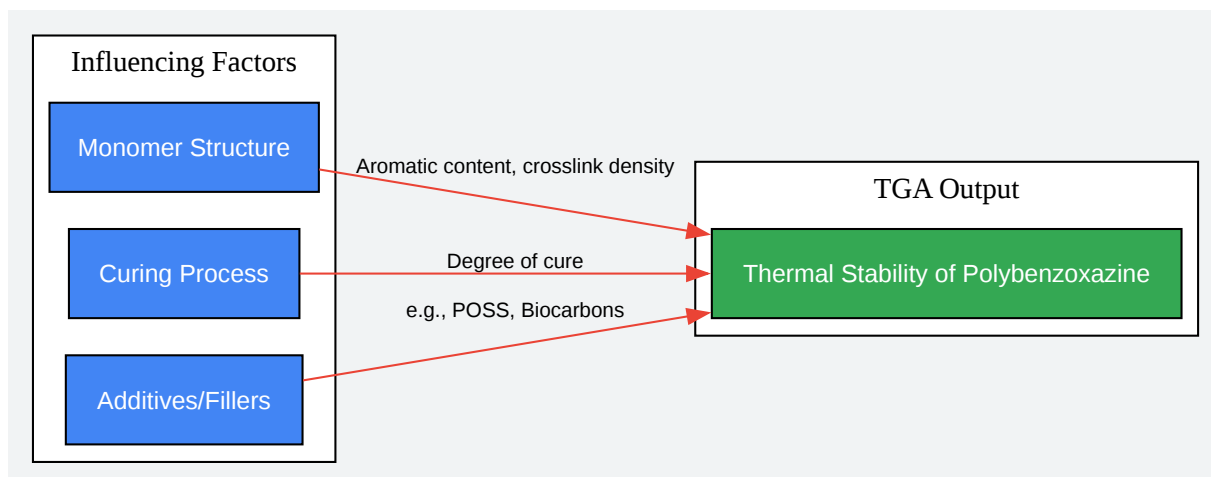 Influencing Factors
Monomer Structure
Aromatic content, crosslink density
TGA Output
Curing Process
Degree of cure
Thermal Stability of Polybenzoxazine
e.g., POSS, Biocarbons
Additives/Fillers